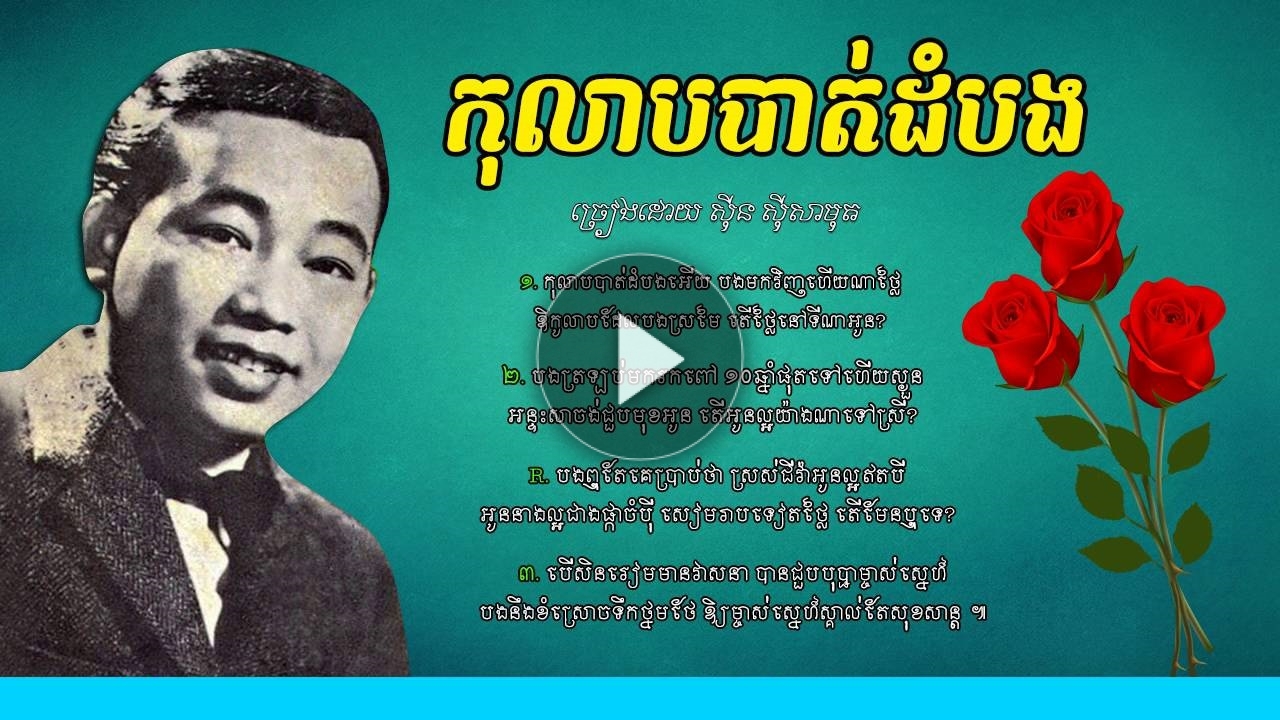 កុលាបបាត់ដំបង
ច្រៀងដោយ ស៊ីន ស៊ីសាមុត
១. កុលាបបាត់ដំបងអើយ បងមកវិញហើយណាថ្លៃ
ឱ៎កូលាបដែលបងស្រមៃ តើថ្លៃនៅទីណាអូន?
២. បងត្រឡប់មករកពៅ ១០ឆ្នាំផុតទៅហើយស្ងួន
អន្ទះសាចង់ជួបមុខអូន តើអូនល្អយ៉ាងណាទៅស្រី?
R. បងឮតែគេប្រាប់ថា ស្រស់ជីវ៉ាអូនល្អឥតបី
អូននាងល្អជាងផ្កាចំប៉ី សៀមរាបទៀតថ្លៃ តើមែនឬទេ?
៣. បើសិនរៀមមានវាសនា បានជួបបុប្ផាម្ចាស់ស្នេហ៍
បងនឹងខំស្រោចទឹកថ្នមថែ ឱ្យម្ចាស់ស្នេហ៍ស្គាល់តែសុខសាន្ត ៕